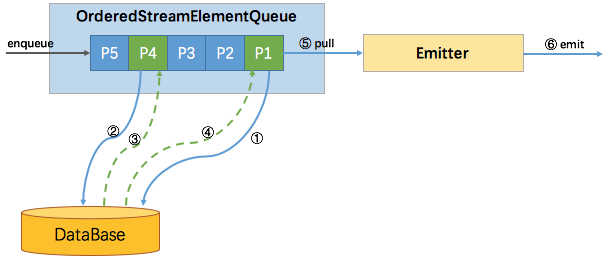 OrderedStreamElementQueue
enqueue
P5 P4 P3 P2 P1
⑤ pull
Emitter
⑥ emit
②
③
④
①
DataBase